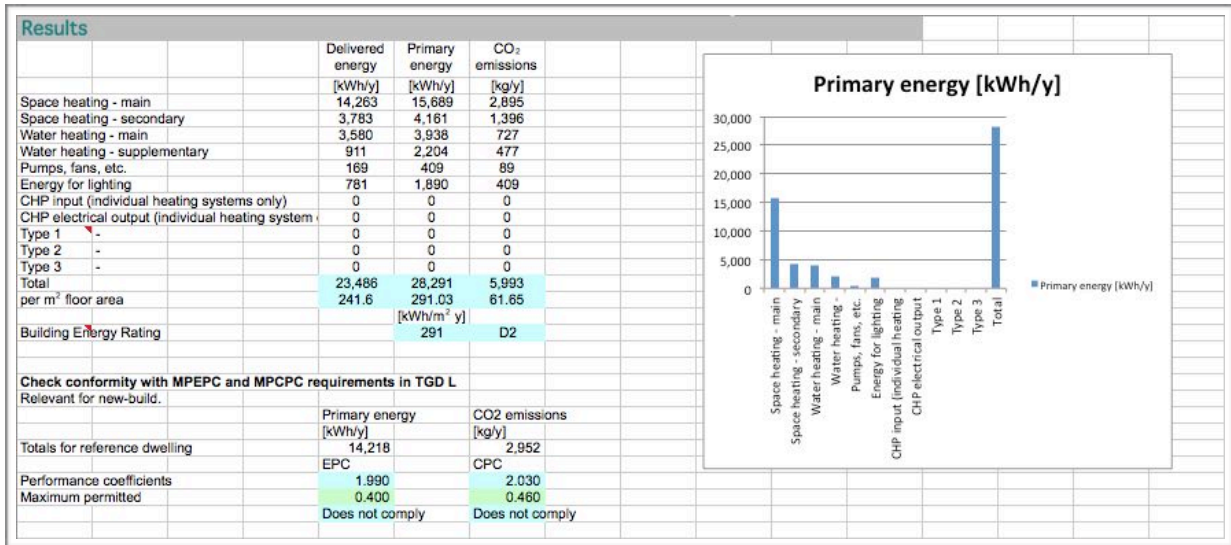 Results
Delivered energy Primary energy CO₂ emissions
[kWh/y] [kWh/y] [kg/y]
Space heating - main 14,263 15,689 2,895
Space heating - secondary 3,783 4,161 1,396
Water heating - main 3,580 3,938 727
Water heating - supplementary 911 2,204 477
Pumps, fans, etc. 169 409 89
Energy for lighting 781 1,890 409
CHP input (individual heating systems only) 0 0 0
CHP electrical output (individual heating system 0 0 0
Type 1 - 0 0 0
Type 2 - 0 0 0
Type 3 - 0 0 0
Total 23,486 28,291 5,993
per m² floor area 241.6 291.03 61.65
[kWh/m² y]
Building Energy Rating 291 D2
Check conformity with MPEPC and MPCPC requirements in TGD L
Relevant for new-build.
Primary energy CO2 emissions
[kWh/y] [kg/y]
Totals for reference dwelling 14,218 2,952
EPC CPC
Performance coefficients 1.990 2.030
Maximum permitted 0.400 0.460
Does not comply Does not comply
Primary energy [kWh/y]
30,000
25,000
20,000
15,000
10,000
5,000
0
Space heating - main
Space heating - secondary
Water heating - main
Water heating -
Pumps, fans, etc.
Energy for lighting
CHP input (individual heating
CHP electrical output
Type 1
Type 2
Type 3
Total
Primary energy [kWh/y]